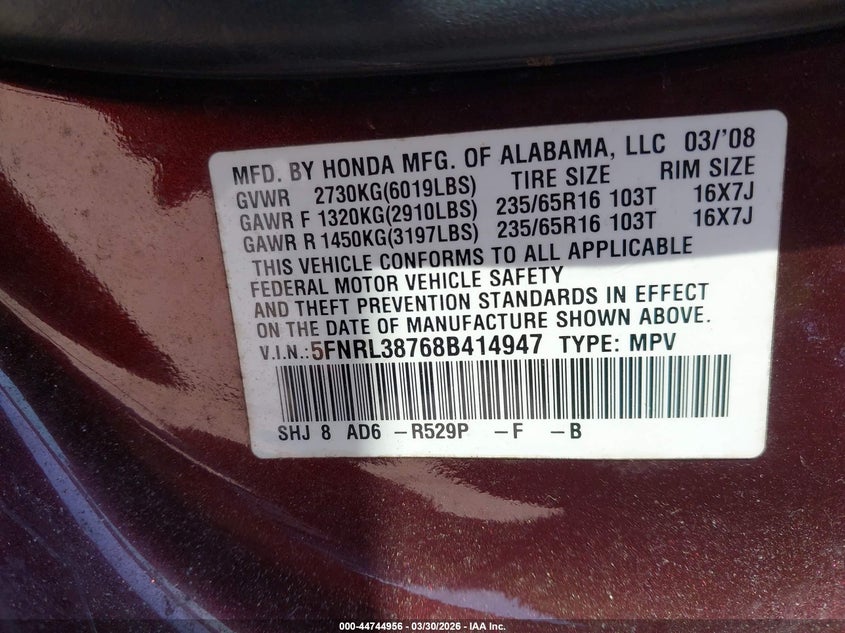 MFD. BY HONDA MFG. OF ALABAMA, LLC 03/'08
GVWR 2730KG(6019LBS) TIRE SIZE RIM SIZE
GAWR F 1320KG(2910LBS) 235/65R16 103T 16X7J
GAWR R 1450KG(3197LBS) 235/65R16 103T 16X7J
THIS VEHICLE CONFORMS TO ALL APPLICABLE
FEDERAL MOTOR VEHICLE SAFETY
AND THEFT PREVENTION STANDARDS IN EFFECT
ON THE DATE OF MANUFACTURE SHOWN ABOVE.
V.I.N.:5FNRL38768B414947 TYPE: MPV
SHJ 8 AD6 -R529P -F -B
000-44744956 - 03/30/2026 - IAA Inc.